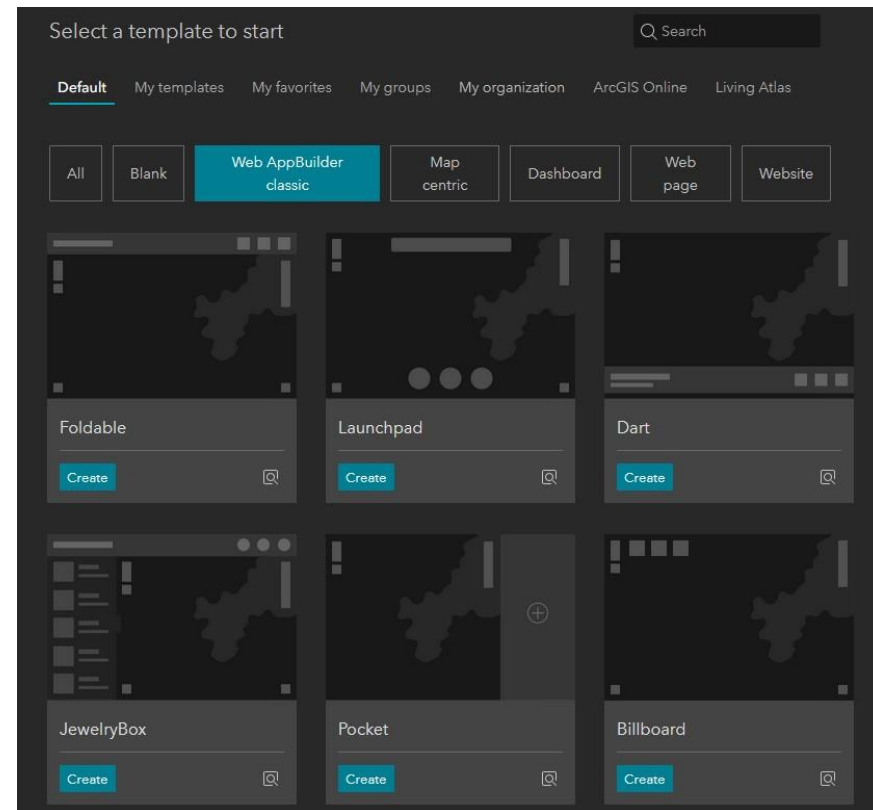 Select a template to start
Search
Default My templates My favorites My groups My organization ArcGIS Online Living Atlas
All Blank Web AppBuilder classic Map centric Dashboard Web page Website
Foldable Launchpad Dart
Create Create Create
JewelryBox Pocket Billboard
Create Create Create